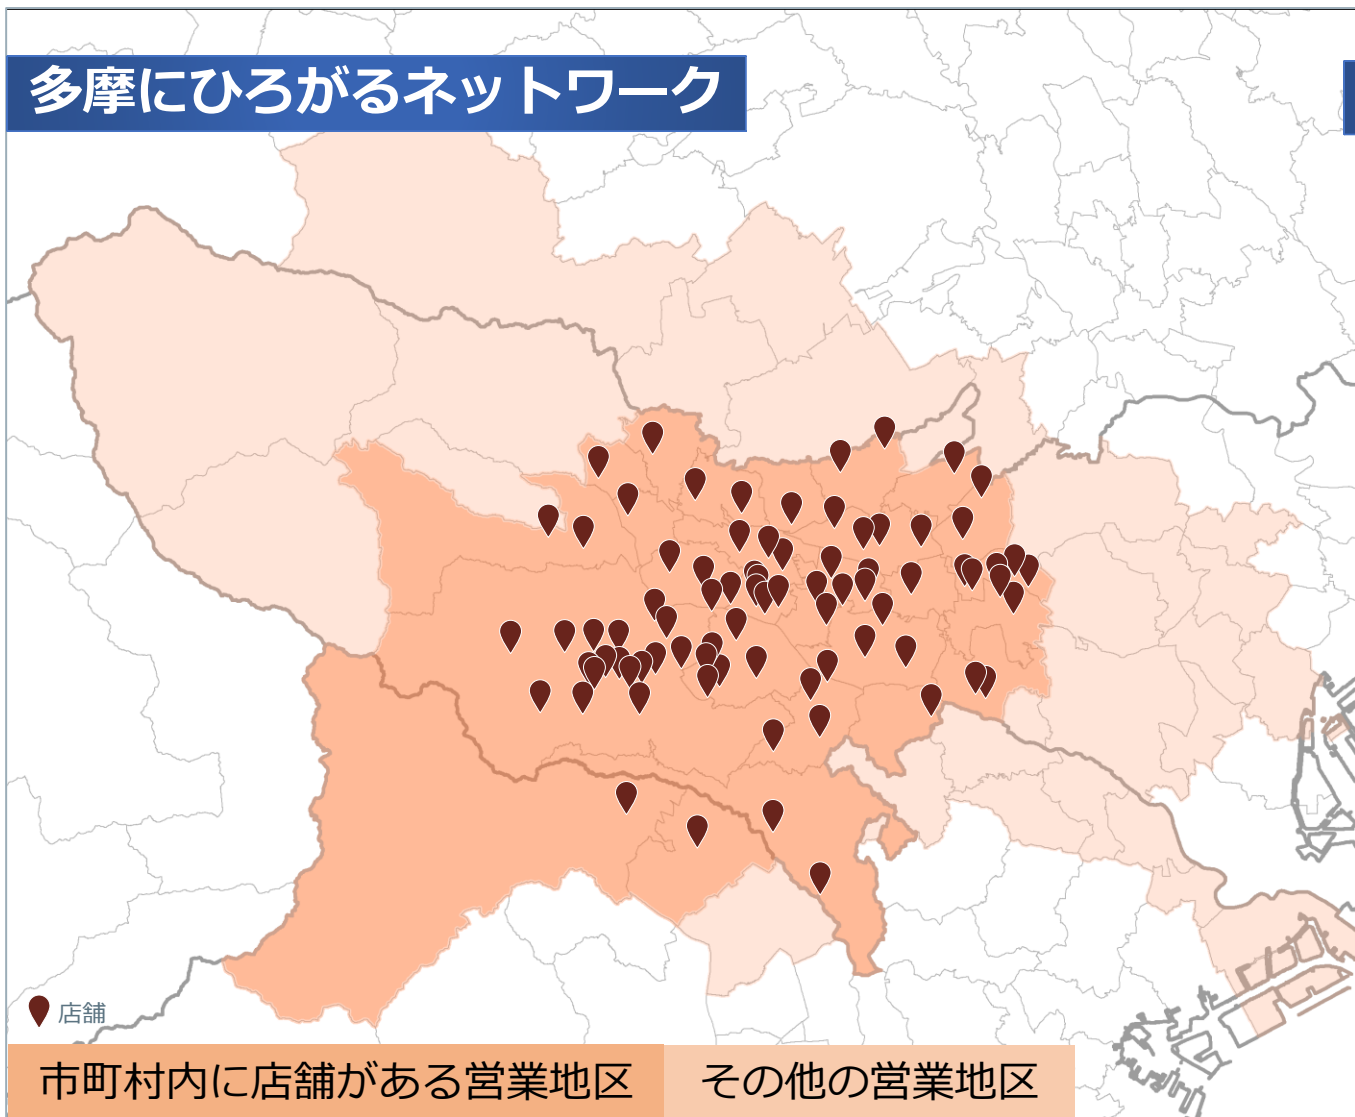 多摩にひろがるネットワーク
店舗
市町村内に店舗がある営業地区
その他の営業地区